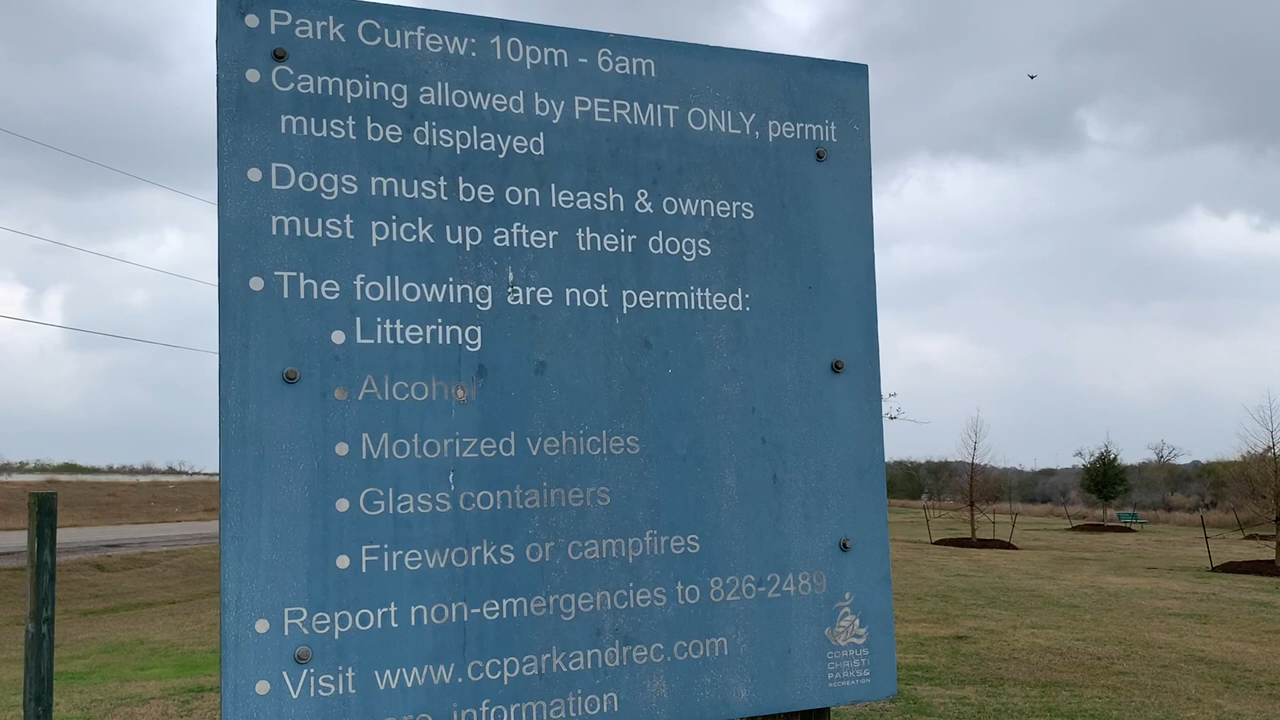 • Park Curfew: 10pm - 6am
• Camping allowed by PERMIT ONLY, permit
must be displayed
• Dogs must be on leash & owners
must pick up after their dogs
• The following are not permitted:
• Littering
• Alcohol
• Motorized vehicles
• Glass containers
• Fireworks or campfires
• Report non-emergencies to 826-2489
• Visit www.ccparkandrec.com
information
CORPUS
CHRISTI
PARKS&
RECREATION